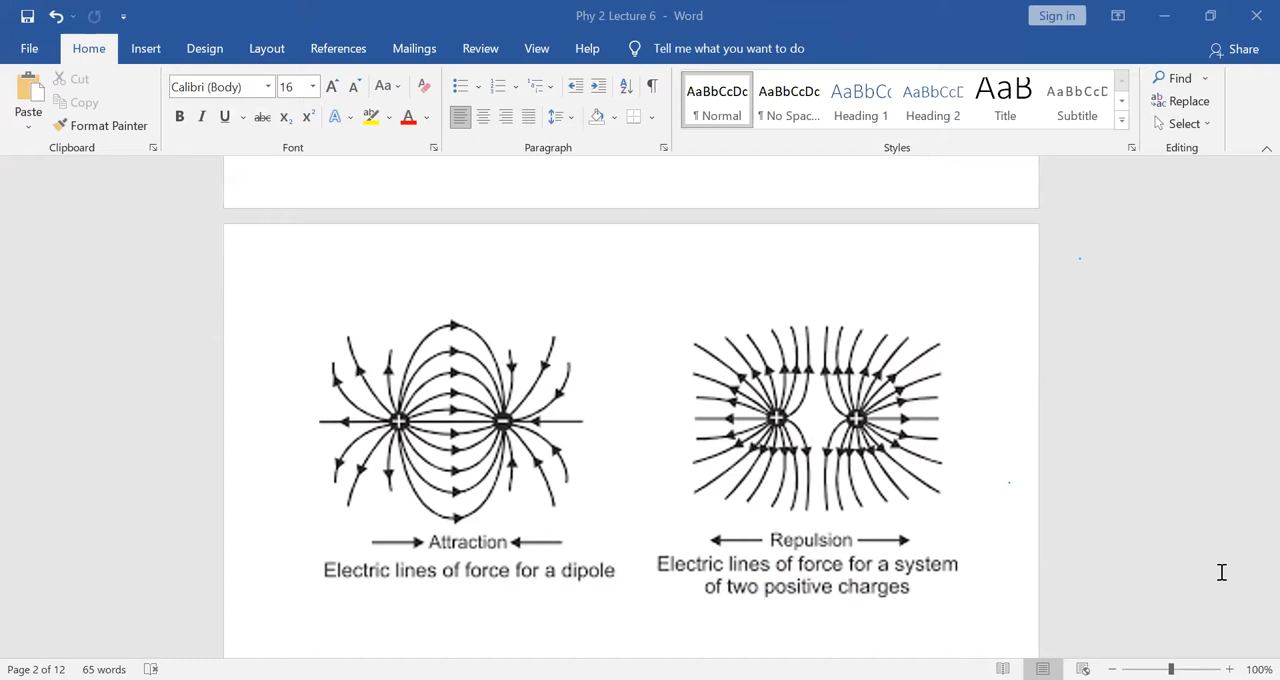 Phy 2 Lecture 6 - Word
Sign in
File Home Insert Design Layout References Mailings Review View Help Tell me what you want to do Share
Paste
Cut
Copy
Format Painter
Clipboard
Calibri (Body) 16
Font
Paragraph
AaBbCcDc AaBbCcDc AaBbCc AaBbCcD AaB AaBbCcD
¶ Normal ¶ No Spac... Heading 1 Heading 2 Title Subtitle
Styles
Find
Replace
Select
Editing
+ − + +
Attraction
Electric lines of force for a dipole
Repulsion
Electric lines of force for a system
of two positive charges
Page 2 of 12 65 words 100%